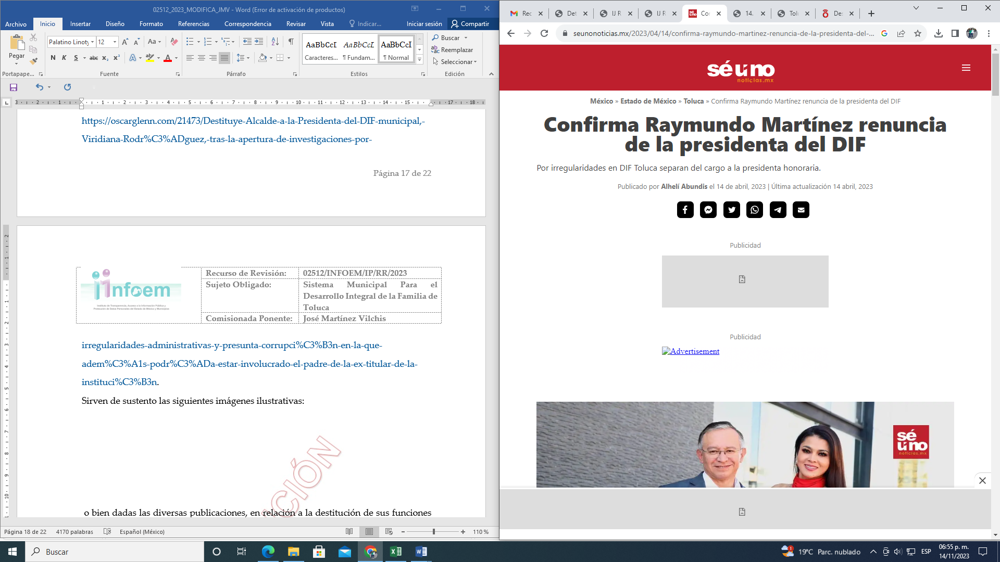 02512_2023_MODIFICA_JMV - Word (Error de activación de productos)
Archivo Inicio Insertar Diseño Formato Referencias Correspondencia Revisar Vista Indicar... Iniciar sesión Compartir
Pegar
Palatino Linoty 12
Aa
N K S abc x₂ x²
AaBbCcI AaBbCcI AaBbCcI
Caracteres... ¶ Fundam... ¶ Normal
Buscar
Reemplazar
Seleccionar
Portapape... Fuente Párrafo Estilos Edición
https://oscarglenn.com/21473/Destituye-Alcalde-a-la-Presidenta-del-DIF-municipal,-
Viridiana-Rodr%C3%ADguez,-tras-la-apertura-de-investigaciones-por-
Página 17 de 22
infoem
Instituto de Transparencia, Acceso a la Información Pública y
Protección de Datos Personales del Estado de México y Municipios
Recurso de Revisión: 02512/INFOEM/IP/RR/2023
Sujeto Obligado: Sistema Municipal Para el
Desarrollo Integral de la Familia de
Toluca
Comisionada Ponente: José Martínez Vilchis
irregularidades-administrativas-y-presunta-corrupci%C3%B3n-en-la-que-
adem%C3%A1s-podr%C3%ADa-estar-involucrado-el-padre-de-la-ex-titular-de-la-
instituci%C3%B3n.
Sirven de sustento las siguientes imágenes ilustrativas:
CIÓN
o bien dadas las diversas publicaciones, en relación a la destitución de sus funciones
Página 18 de 22 4170 palabras Español (México) 110 %
Rec Det IJ R IJ R Con 14. Tolu Des
seunonoticias.mx/2023/04/14/confirma-raymundo-martinez-renuncia-de-la-presidenta-del-...
sé uno
noticias.mx
México » Estado de México » Toluca » Confirma Raymundo Martínez renuncia de la presidenta del DIF
Confirma Raymundo Martínez renuncia
de la presidenta del DIF
Por irregularidades en DIF Toluca separan del cargo a la presidenta honoraria.
Publicado por Alhelí Abundis el 14 de abril, 2023 | Última actualización 14 abril, 2023
Publicidad
Publicidad
Advertisement
sé
uno
noticias.mx
Buscar
19°C Parc. nublado
ESP
06:55 p. m.
14/11/2023